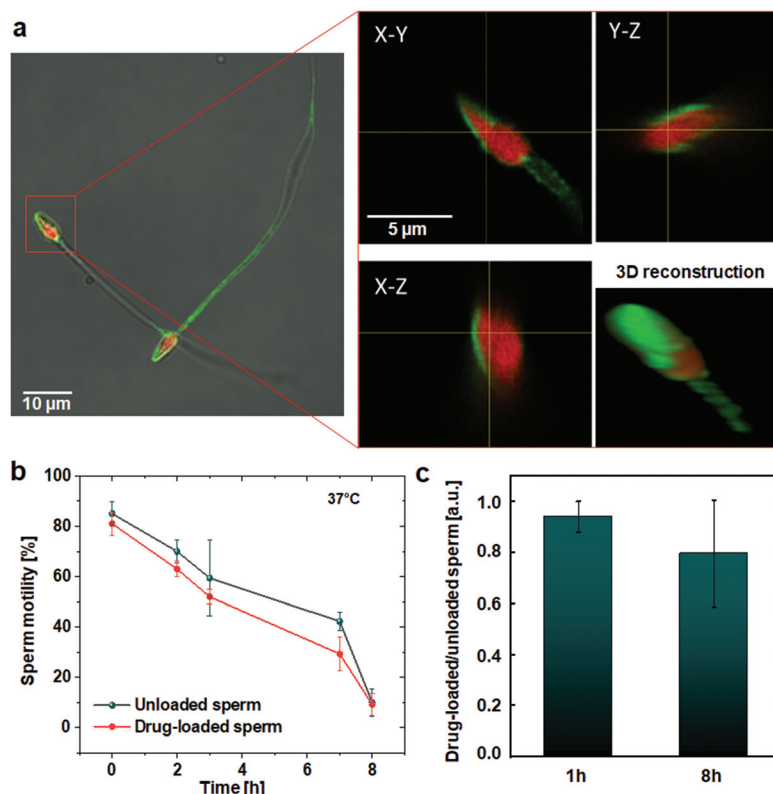 a
X-Y
Y-Z
5 µm
10 µm
X-Z
3D reconstruction
b
100
80
60
40
20
0
Sperm motility [%]
37°C
Unloaded sperm
Drug-loaded sperm
0 2 4 6 8
Time [h]
c
1.0
0.8
0.6
0.4
0.2
0.0
Drug-loaded/unloaded sperm [a.u.]
1h 8h